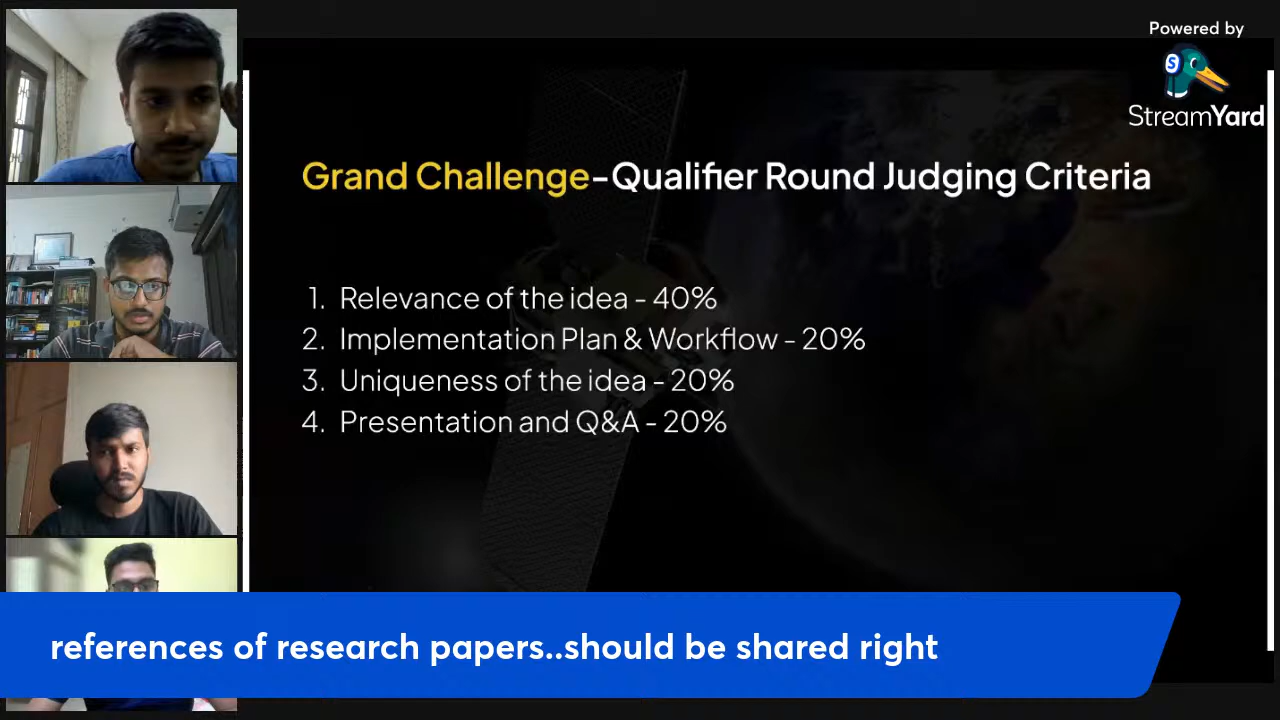 Powered by
S
StreamYard
Grand Challenge-Qualifier Round Judging Criteria
1. Relevance of the idea - 40%
2. Implementation Plan & Workflow - 20%
3. Uniqueness of the idea - 20%
4. Presentation and Q&A - 20%
references of research papers..should be shared right